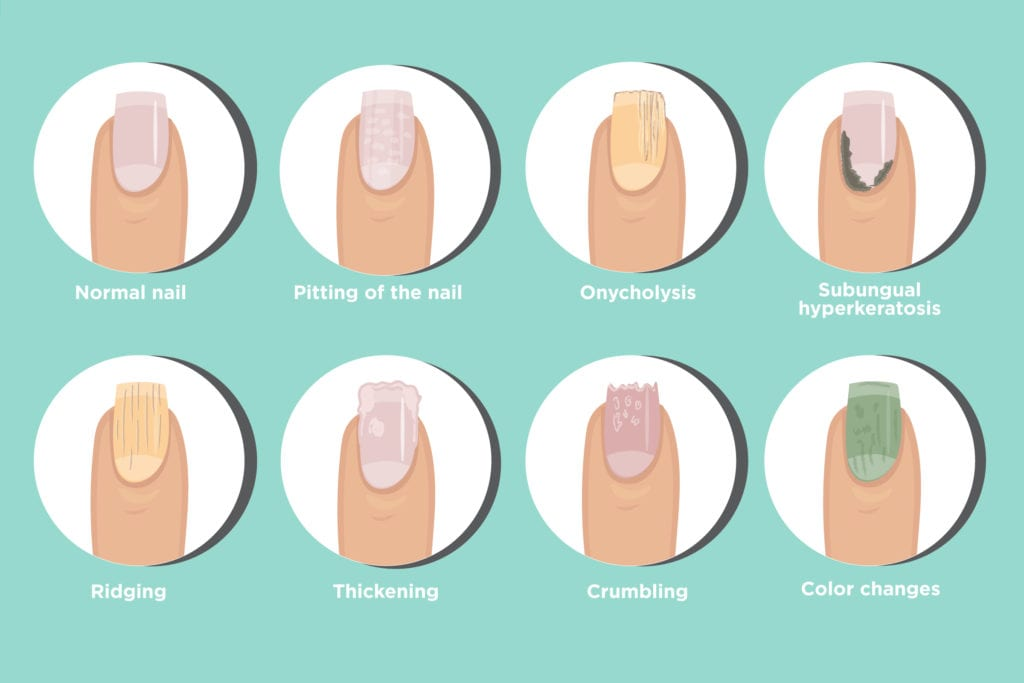 Normal nail
Pitting of the nail
Onycholysis
Subungual
hyperkeratosis
Ridging
Thickening
Crumbling
Color changes